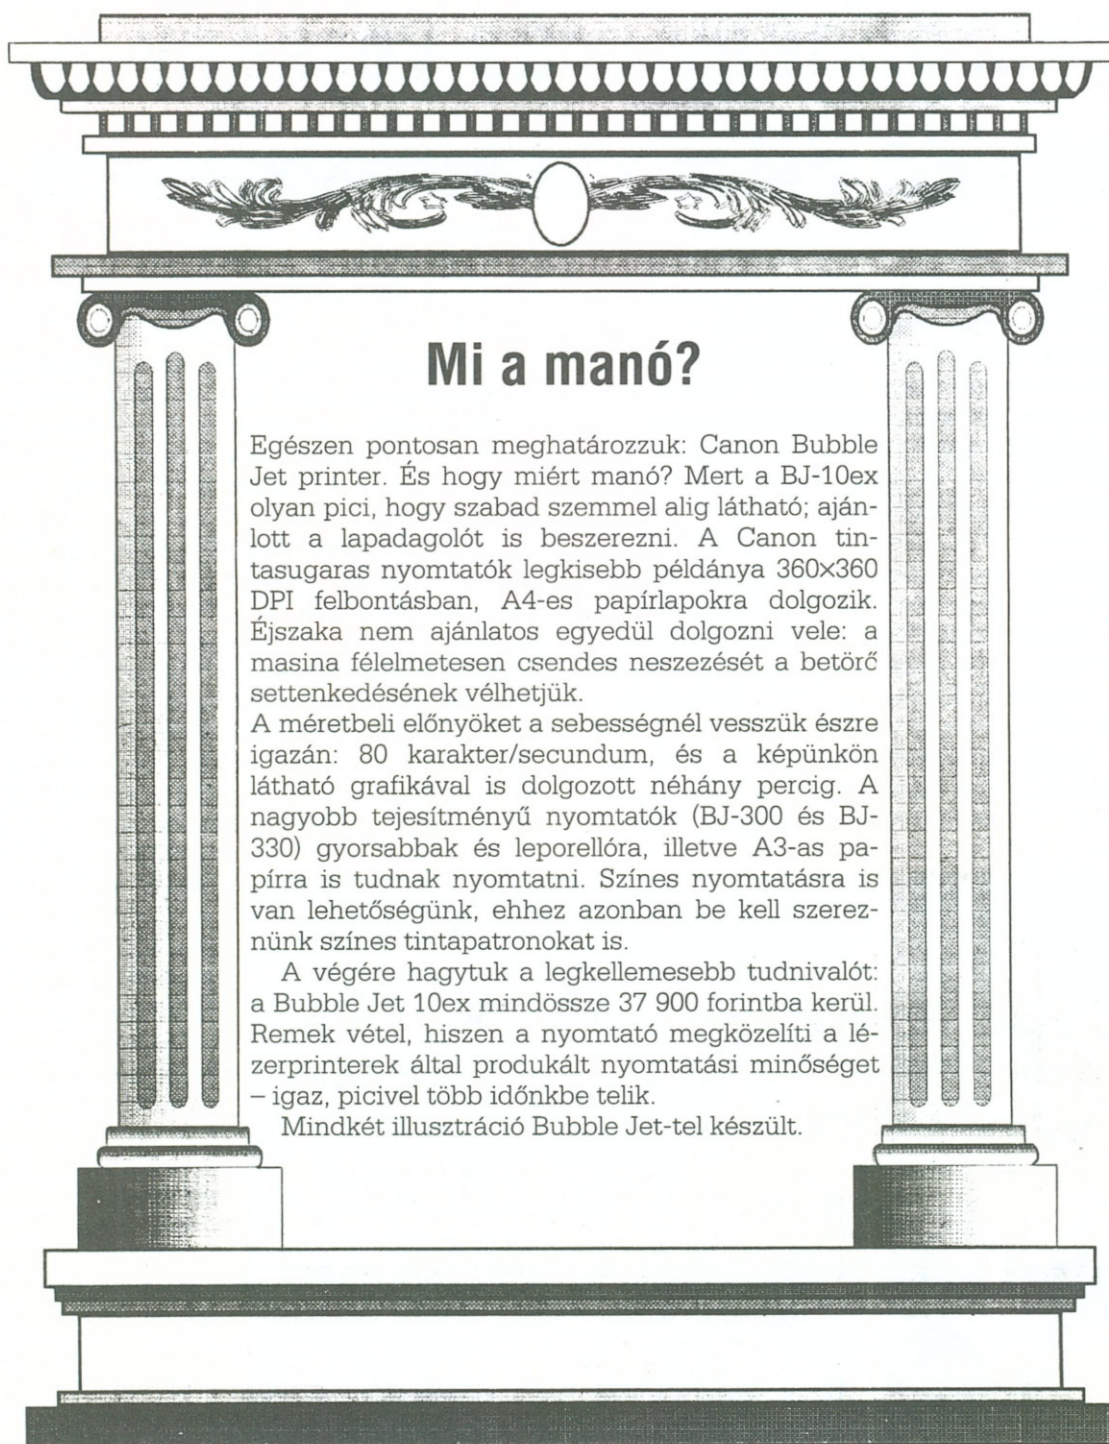 Mi a manó?
Egészen pontosan meghatározzuk: Canon Bubble
Jet printer. És hogy miért manó? Mert a BJ-10ex
olyan pici, hogy szabad szemmel alig látható; aján-
lott a lapadagolót is beszerezni. A Canon tin-
tasugaras nyomtatók legkisebb példánya 360×360
DPI felbontásban, A4-es papírlapokra dolgozik.
Éjszaka nem ajánlatos egyedül dolgozni vele: a
masina félelmetesen csendes neszezését a betörő
settenkedésének vélhetjük.
A méretbeli előnyöket a sebességnél vesszük észre
igazán: 80 karakter/secundum, és a képünkön
látható grafikával is dolgozott néhány percig. A
nagyobb tejesítményű nyomtatók (BJ-300 és BJ-
330) gyorsabbak és leporellóra, illetve A3-as pa-
pírra is tudnak nyomtatni. Színes nyomtatásra is
van lehetőségünk, ehhez azonban be kell szerez-
nünk színes tintapatronokat is.
A végére hagytuk a legkellemesebb tudnivalót:
a Bubble Jet 10ex mindössze 37 900 forintba kerül.
Remek vétel, hiszen a nyomtató megközelíti a lé-
zerprinterek által produkált nyomtatási minőséget
– igaz, picivel több időnkbe telik.
Mindkét illusztráció Bubble Jet-tel készült.